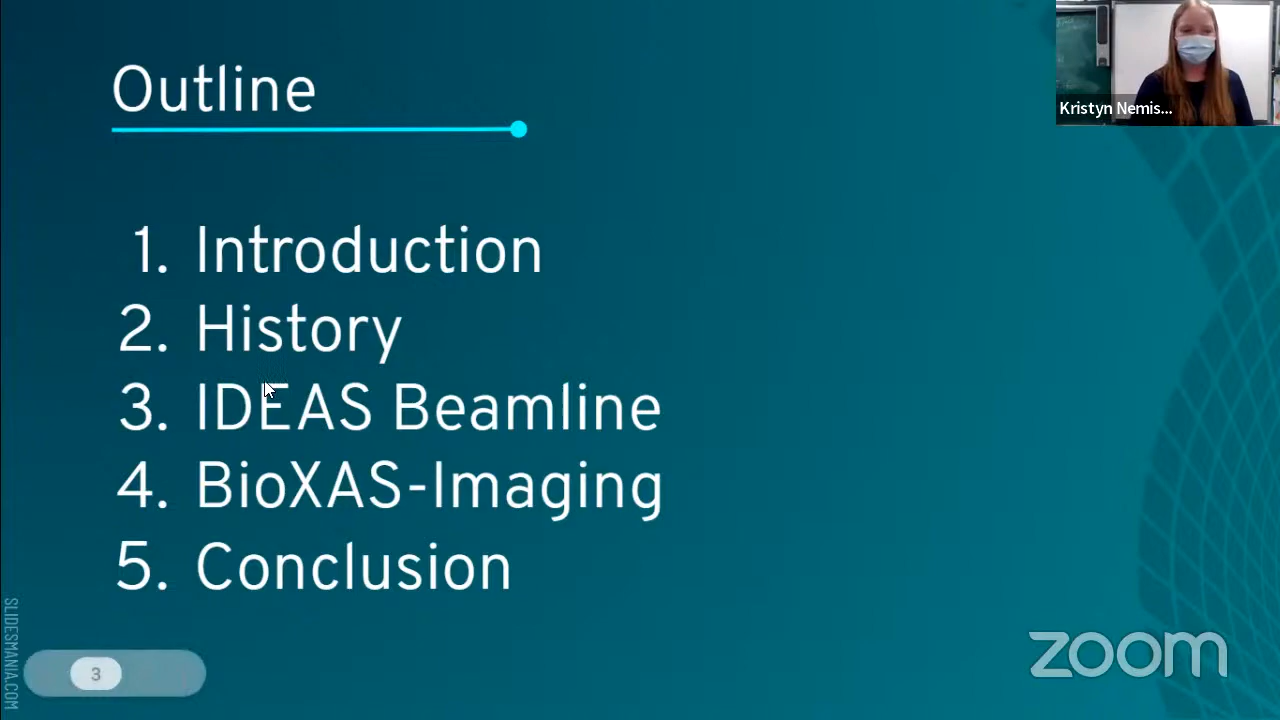 Outline
Kristyn Nemis...
1. Introduction
2. History
3. IDEAS Beamline
4. BioXAS-Imaging
5. Conclusion
SLIDESMANIA.COM
3
zoom